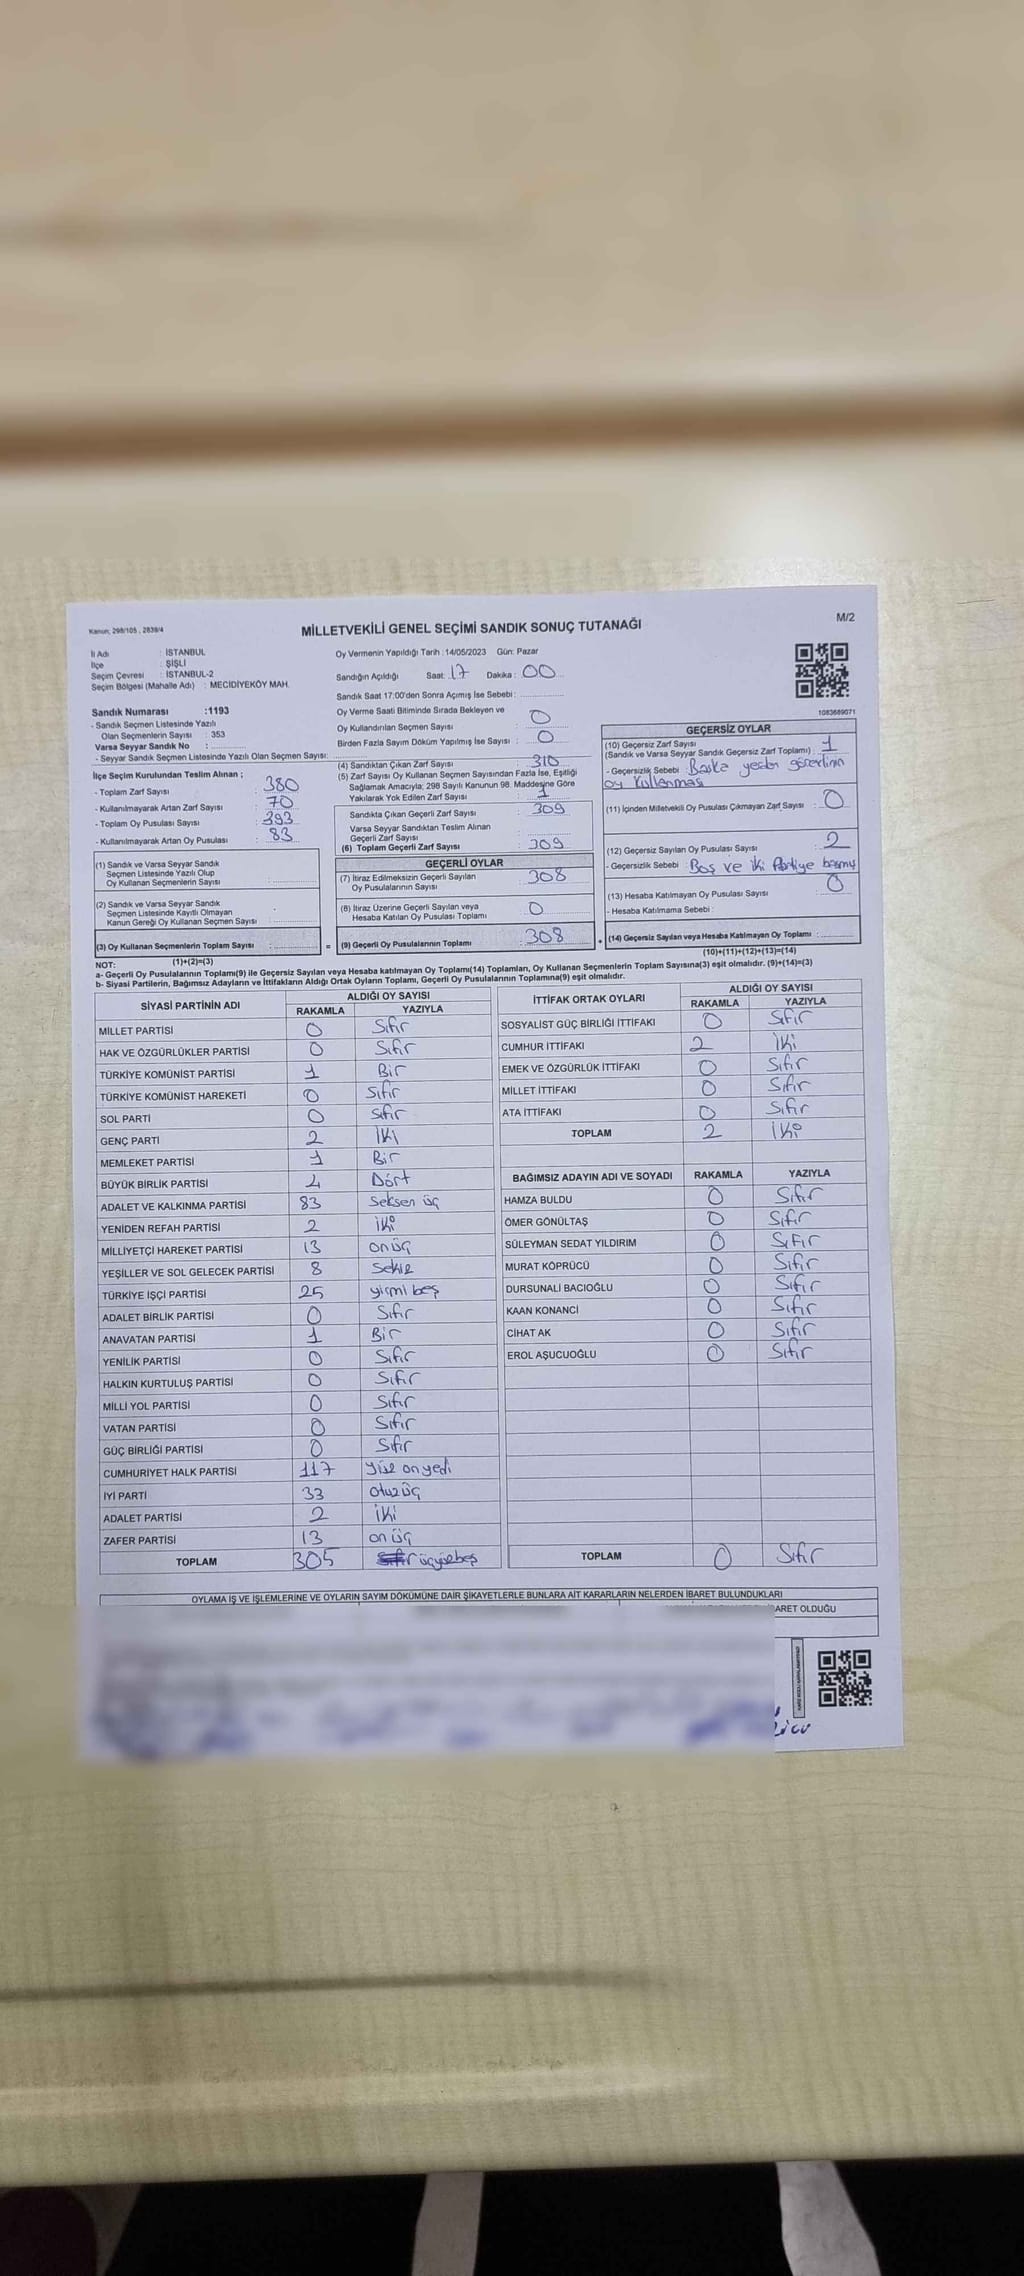 Kanun; 298/105 , 2839/4
MİLLETVEKİLİ GENEL SEÇİMİ SANDIK SONUÇ TUTANAĞI
M/2
İl Adı : İSTANBUL
İlçe : ŞİŞLİ
Seçim Çevresi : İSTANBUL-2
Seçim Bölgesi (Mahalle Adı) : MECİDİYEKÖY MAH.
Oy Vermenin Yapıldığı Tarih : 14/05/2023 Gün: Pazar
Sandığın Açıldığı Saat: 17 Dakika : 00
Sandık Saat 17:00'den Sonra Açımış İse Sebebi :
1083689071
Sandık Numarası :1193
- Sandık Seçmen Listesinde Yazılı
Olan Seçmenlerin Sayısı : 353
Varsa Seyyar Sandık No :
- Seyyar Sandık Seçmen Listesinde Yazılı Olan Seçmen Sayısı:
İlçe Seçim Kurulundan Teslim Alınan ;
- Toplam Zarf Sayısı : 380
- Kullanılmayarak Artan Zarf Sayısı : 70
- Toplam Oy Pusulası Sayısı : 393
- Kullanılmayarak Artan Oy Pusulası : 83
(1) Sandık ve Varsa Seyyar Sandık
Seçmen Listesinde Yazılı Olup
Oy Kullanan Seçmenlerin Sayısı :
(2) Sandık ve Varsa Seyyar Sandık
Seçmen Listesinde Kayıtlı Olmayan
Kanun Gereği Oy Kullanan Seçmen Sayısı :
(3) Oy Kullanan Seçmenlerin Toplam Sayısı :
(1)+(2)=(3)
Oy Verme Saati Bitiminde Sırada Bekleyen ve
Oy Kullandırılan Seçmen Sayısı : 0
Birden Fazla Sayım Döküm Yapılmış İse Sayısı : 0
(4) Sandıktan Çıkan Zarf Sayısı : 310
(5) Zarf Sayısı Oy Kullanan Seçmen Sayısından Fazla İse, Eşitliği
Sağlamak Amacıyla; 298 Sayılı Kanunun 98. Maddesine Göre
Yakılarak Yok Edilen Zarf Sayısı : 1
Sandıkta Çıkan Geçerli Zarf Sayısı : 309
Varsa Seyyar Sandıktan Teslim Alınan
Geçerli Zarf Sayısı :
(6) Toplam Geçerli Zarf Sayısı : 309
GEÇERLİ OYLAR
(7) İtiraz Edilmeksizin Geçerli Sayılan
Oy Pusulalarının Sayısı : 308
(8) İtiraz Üzerine Geçerli Sayılan veya
Hesaba Katılan Oy Pusulası Toplamı : 0
= (9) Geçerli Oy Pusulalarının Toplamı : 308 +
GEÇERSİZ OYLAR
(10) Geçersiz Zarf Sayısı
(Sandık ve Varsa Seyyar Sandık Geçersiz Zarf Toplamı) : 1
- Geçersizlik Sebebi : Başka yerden görevlinin
oy kullanması
(11) İçinden Milletvekili Oy Pusulası Çıkmayan Zarf Sayısı : 0
(12) Geçersiz Sayılan Oy Pusulası Sayısı : 2
- Geçersizlik Sebebi : Boş ve iki Partiye basmış
(13) Hesaba Katılmayan Oy Pusulası Sayısı : 0
- Hesaba Katılmama Sebebi :
(14) Geçersiz Sayılan veya Hesaba Katılmayan Oy Toplamı :
(10)+(11)+(12)+(13)=(14)
NOT:
a- Geçerli Oy Pusulalarının Toplamı(9) ile Geçersiz Sayılan veya Hesaba katılmayan Oy Toplamı(14) Toplamları, Oy Kullanan Seçmenlerin Toplam Sayısına(3) eşit olmalıdır. (9)+(14)=(3)
b- Siyasi Partilerin, Bağımsız Adayların ve İttifakların Aldığı Ortak Oyların Toplamı, Geçerli Oy Pusulalarının Toplamına(9) eşit olmalıdır.
SİYASİ PARTİNİN ADI ALDIĞI OY SAYISI
RAKAMLA YAZIYLA
MİLLET PARTİSİ 0 Sıfır
HAK VE ÖZGÜRLÜKLER PARTİSİ 0 Sıfır
TÜRKİYE KOMÜNİST PARTİSİ 1 Bir
TÜRKİYE KOMÜNİST HAREKETİ 0 Sıfır
SOL PARTİ 0 Sıfır
GENÇ PARTİ 2 İki
MEMLEKET PARTİSİ 1 Bir
BÜYÜK BİRLİK PARTİSİ 4 Dört
ADALET VE KALKINMA PARTİSİ 83 Seksen üç
YENİDEN REFAH PARTİSİ 2 iki
MİLLİYETÇİ HAREKET PARTİSİ 13 on üç
YEŞİLLER VE SOL GELECEK PARTİSİ 8 Sekiz
TÜRKİYE İŞÇİ PARTİSİ 25 yirmi beş
ADALET BİRLİK PARTİSİ 0 Sıfır
ANAVATAN PARTİSİ 1 Bir
YENİLİK PARTİSİ 0 Sıfır
HALKIN KURTULUŞ PARTİSİ 0 Sıfır
MİLLİ YOL PARTİSİ 0 Sıfır
VATAN PARTİSİ 0 Sıfır
GÜÇ BİRLİĞİ PARTİSİ 0 Sıfır
CUMHURİYET HALK PARTİSİ 117 Yüz on yedi
İYİ PARTİ 33 Otuz üç
ADALET PARTİSİ 2 iki
ZAFER PARTİSİ 13 on üç
TOPLAM 305 üçyüzbeş
İTTİFAK ORTAK OYLARI ALDIĞI OY SAYISI
RAKAMLA YAZIYLA
SOSYALİST GÜÇ BİRLİĞİ İTTİFAKI 0 Sıfır
CUMHUR İTTİFAKI 2 iki
EMEK VE ÖZGÜRLÜK İTTİFAKI 0 Sıfır
MİLLET İTTİFAKI 0 Sıfır
ATA İTTİFAKI 0 Sıfır
TOPLAM 2 iki
BAĞIMSIZ ADAYIN ADI VE SOYADI RAKAMLA YAZIYLA
HAMZA BULDU 0 Sıfır
ÖMER GÖNÜLTAŞ 0 Sıfır
SÜLEYMAN SEDAT YILDIRIM 0 Sıfır
MURAT KÖPRÜCÜ 0 Sıfır
DURSUNALİ BACIOĞLU 0 Sıfır
KAAN KONANCİ 0 Sıfır
CİHAT AK 0 Sıfır
EROL AŞUCUOĞLU 0 Sıfır
TOPLAM 0 Sıfır
OYLAMA İŞ VE İŞLEMLERİNE VE OYLARIN SAYIM DÖKÜMÜNE DAİR ŞİKAYETLERLE BUNLARA AİT KARARLARIN NELERDEN İBARET BULUNDUKLARI
BARET OLDUĞU